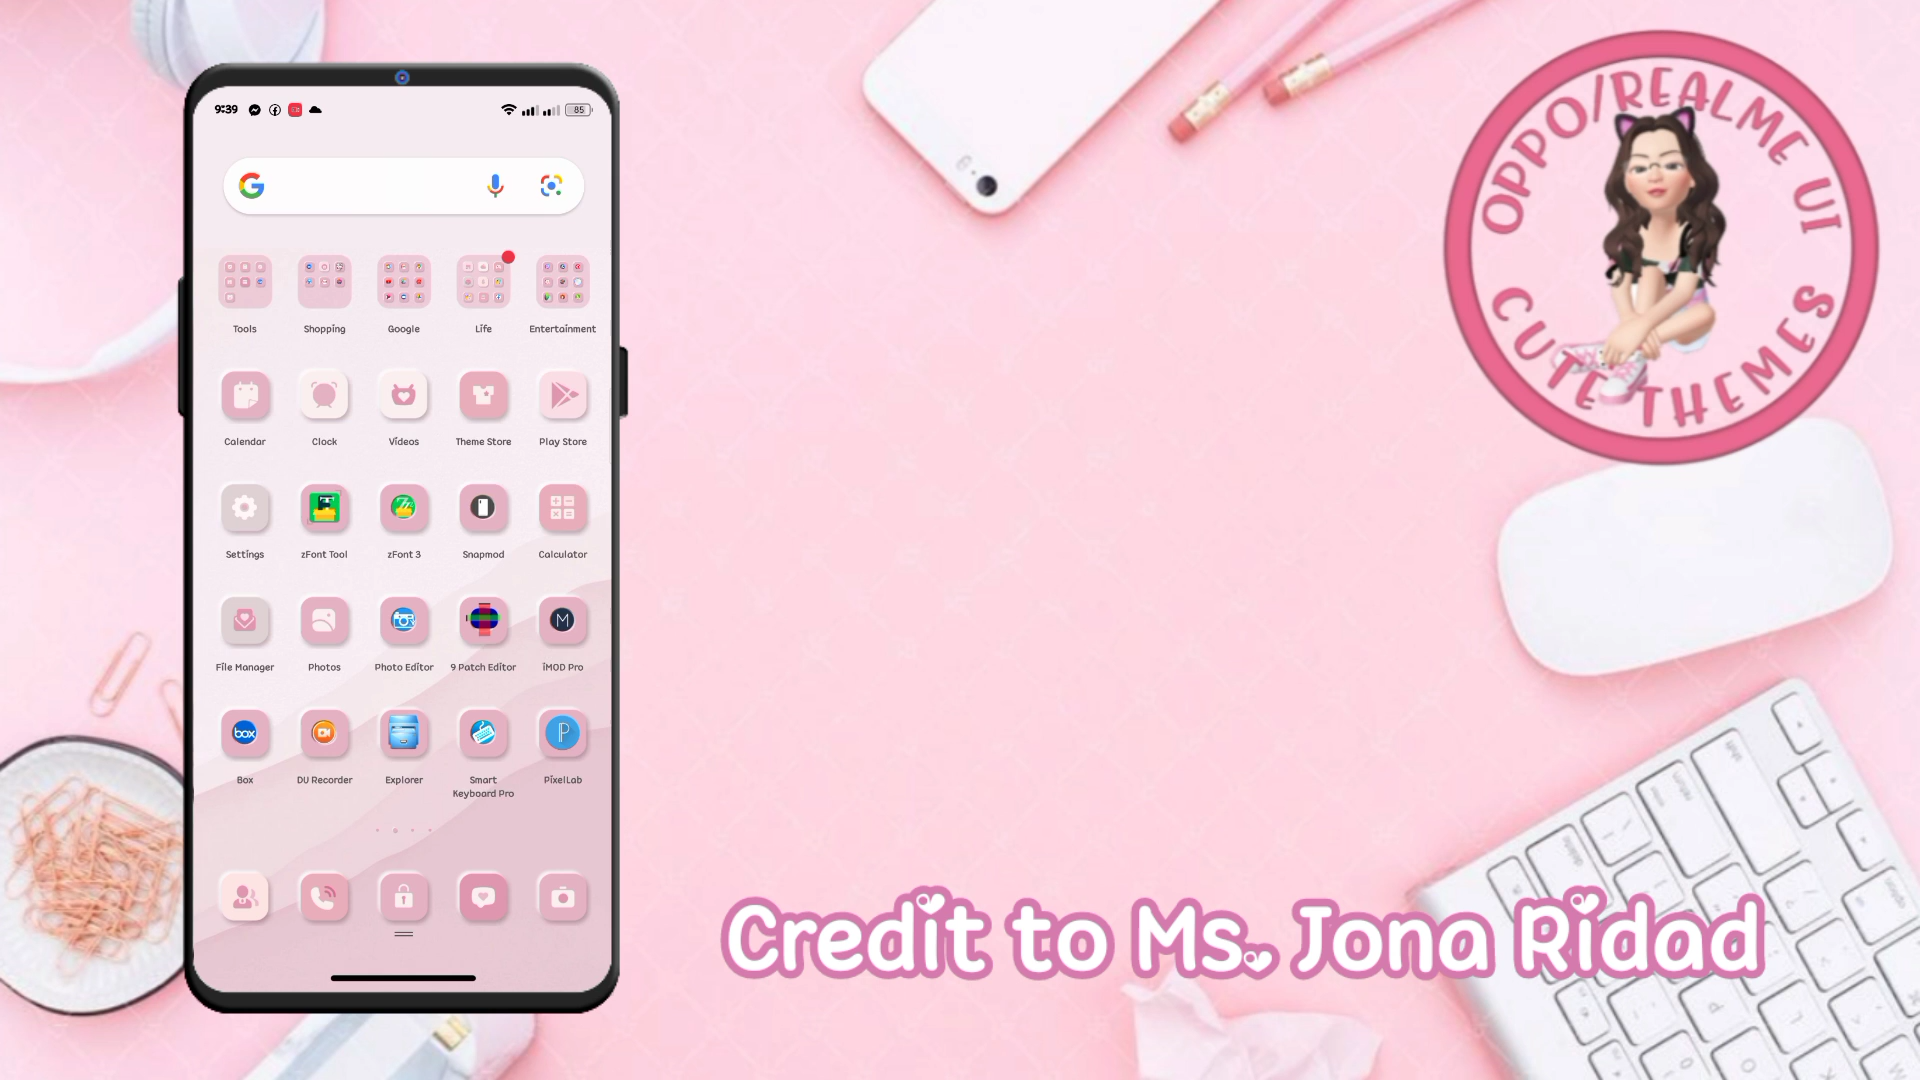 9:39
85
OPPO/REALME UI
CUTE THEMES
Tools Shopping Google Life Entertainment
Calendar Clock Videos Theme Store Play Store
Settings zFont Tool zFont 3 Snapmod Calculator
File Manager Photos Photo Editor 9 Patch Editor iMOD Pro
M
box
P
Box DU Recorder Explorer Smart Keyboard Pro PixelLab
Credit to Ms. Jona Ridad